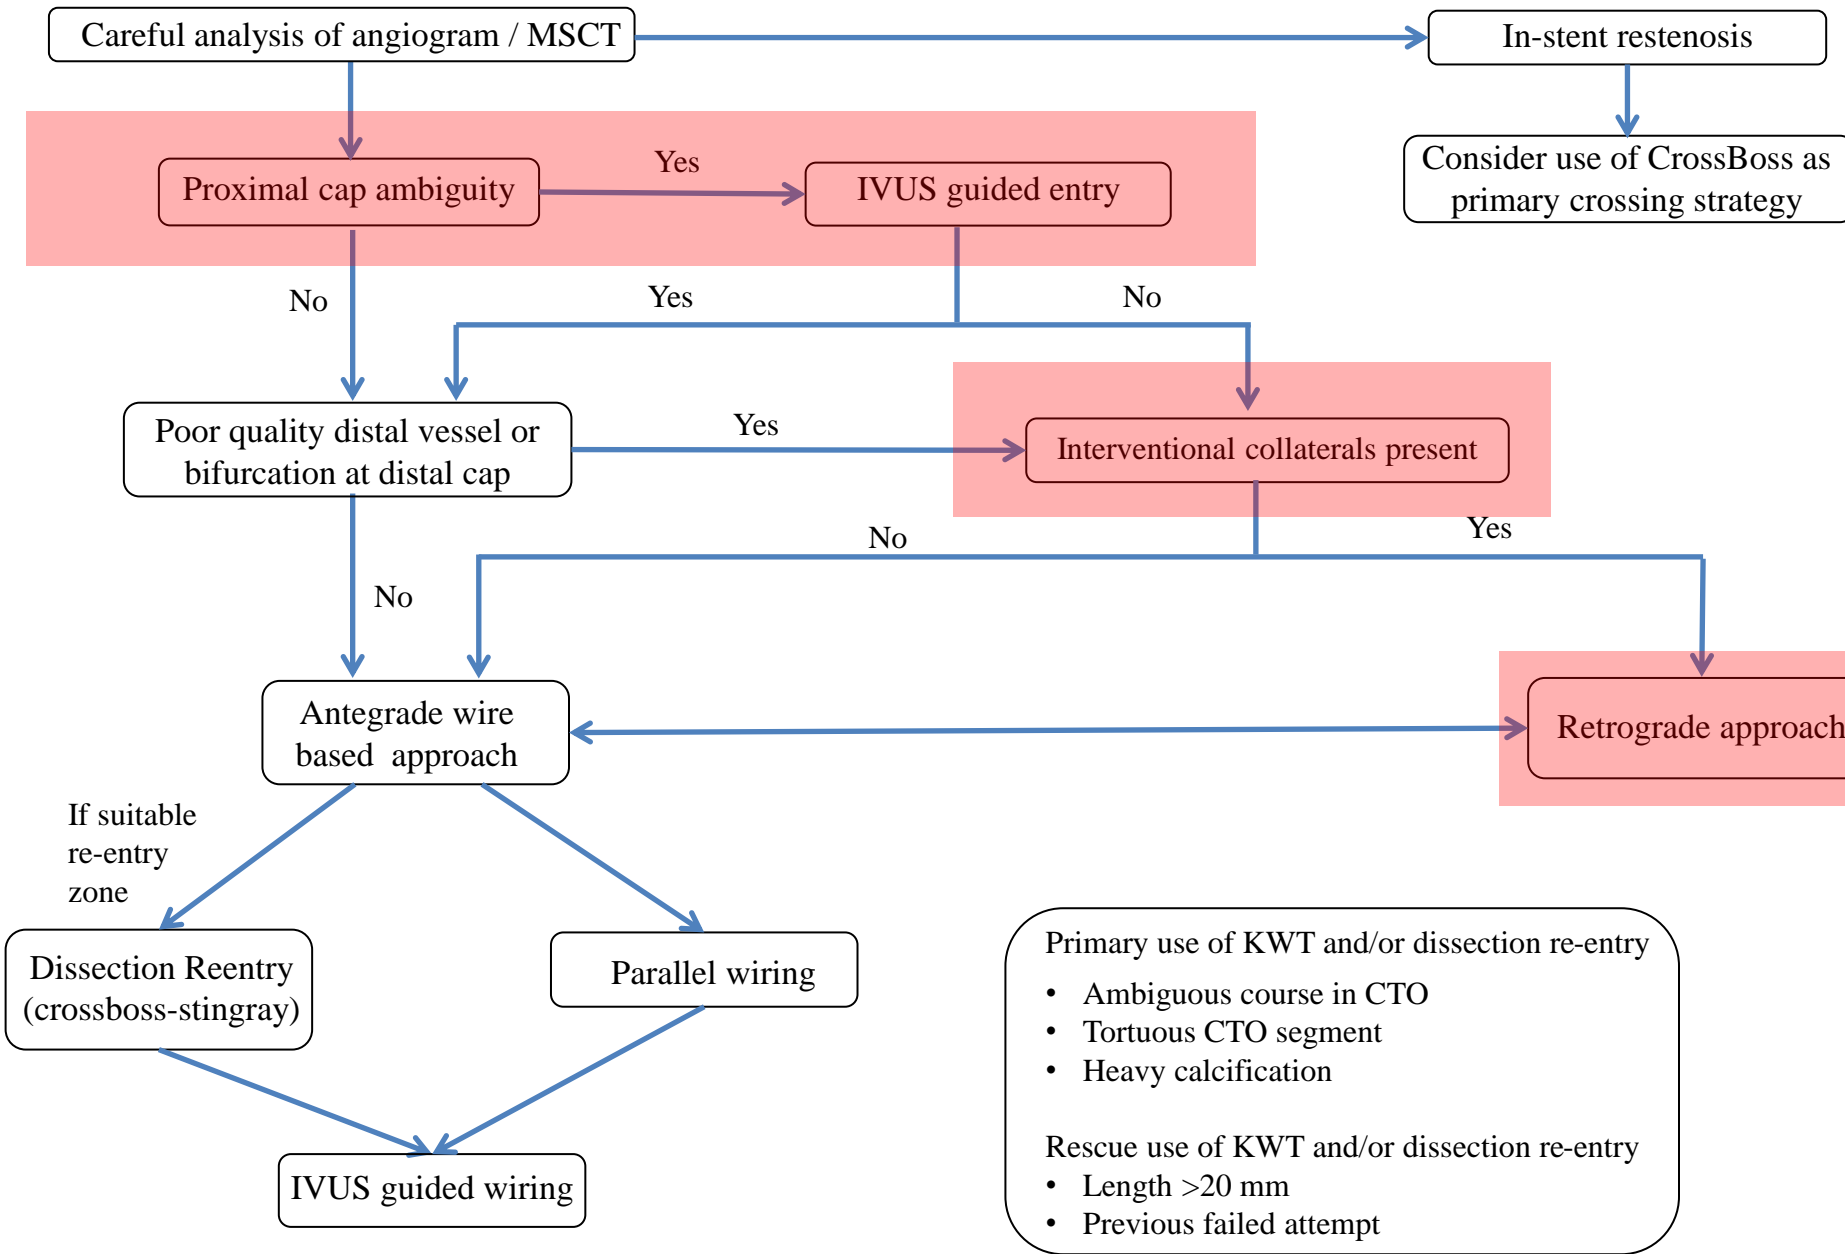 Careful analysis of angiogram / MSCT
In-stent restenosis
Consider use of CrossBoss as
primary crossing strategy
Proximal cap ambiguity
Yes
IVUS guided entry
No
Yes
No
Poor quality distal vessel or
bifurcation at distal cap
Yes
Interventional collaterals present
No
Yes
No
Antegrade wire
based approach
Retrograde approach
If suitable
re-entry
zone
Dissection Reentry
(crossboss-stingray)
Parallel wiring
IVUS guided wiring
Primary use of KWT and/or dissection re-entry
• Ambiguous course in CTO
• Tortuous CTO segment
• Heavy calcification
Rescue use of KWT and/or dissection re-entry
• Length >20 mm
• Previous failed attempt